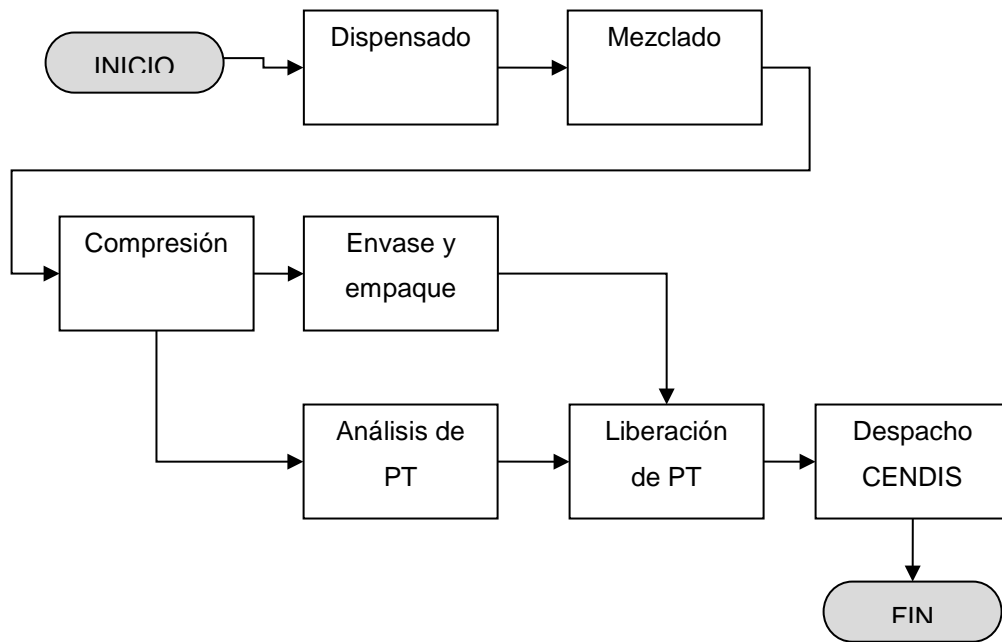 INICIO
Dispensado
Mezclado
Compresión
Envase y
empaque
Análisis de
PT
Liberación
de PT
Despacho
CENDIS
FIN